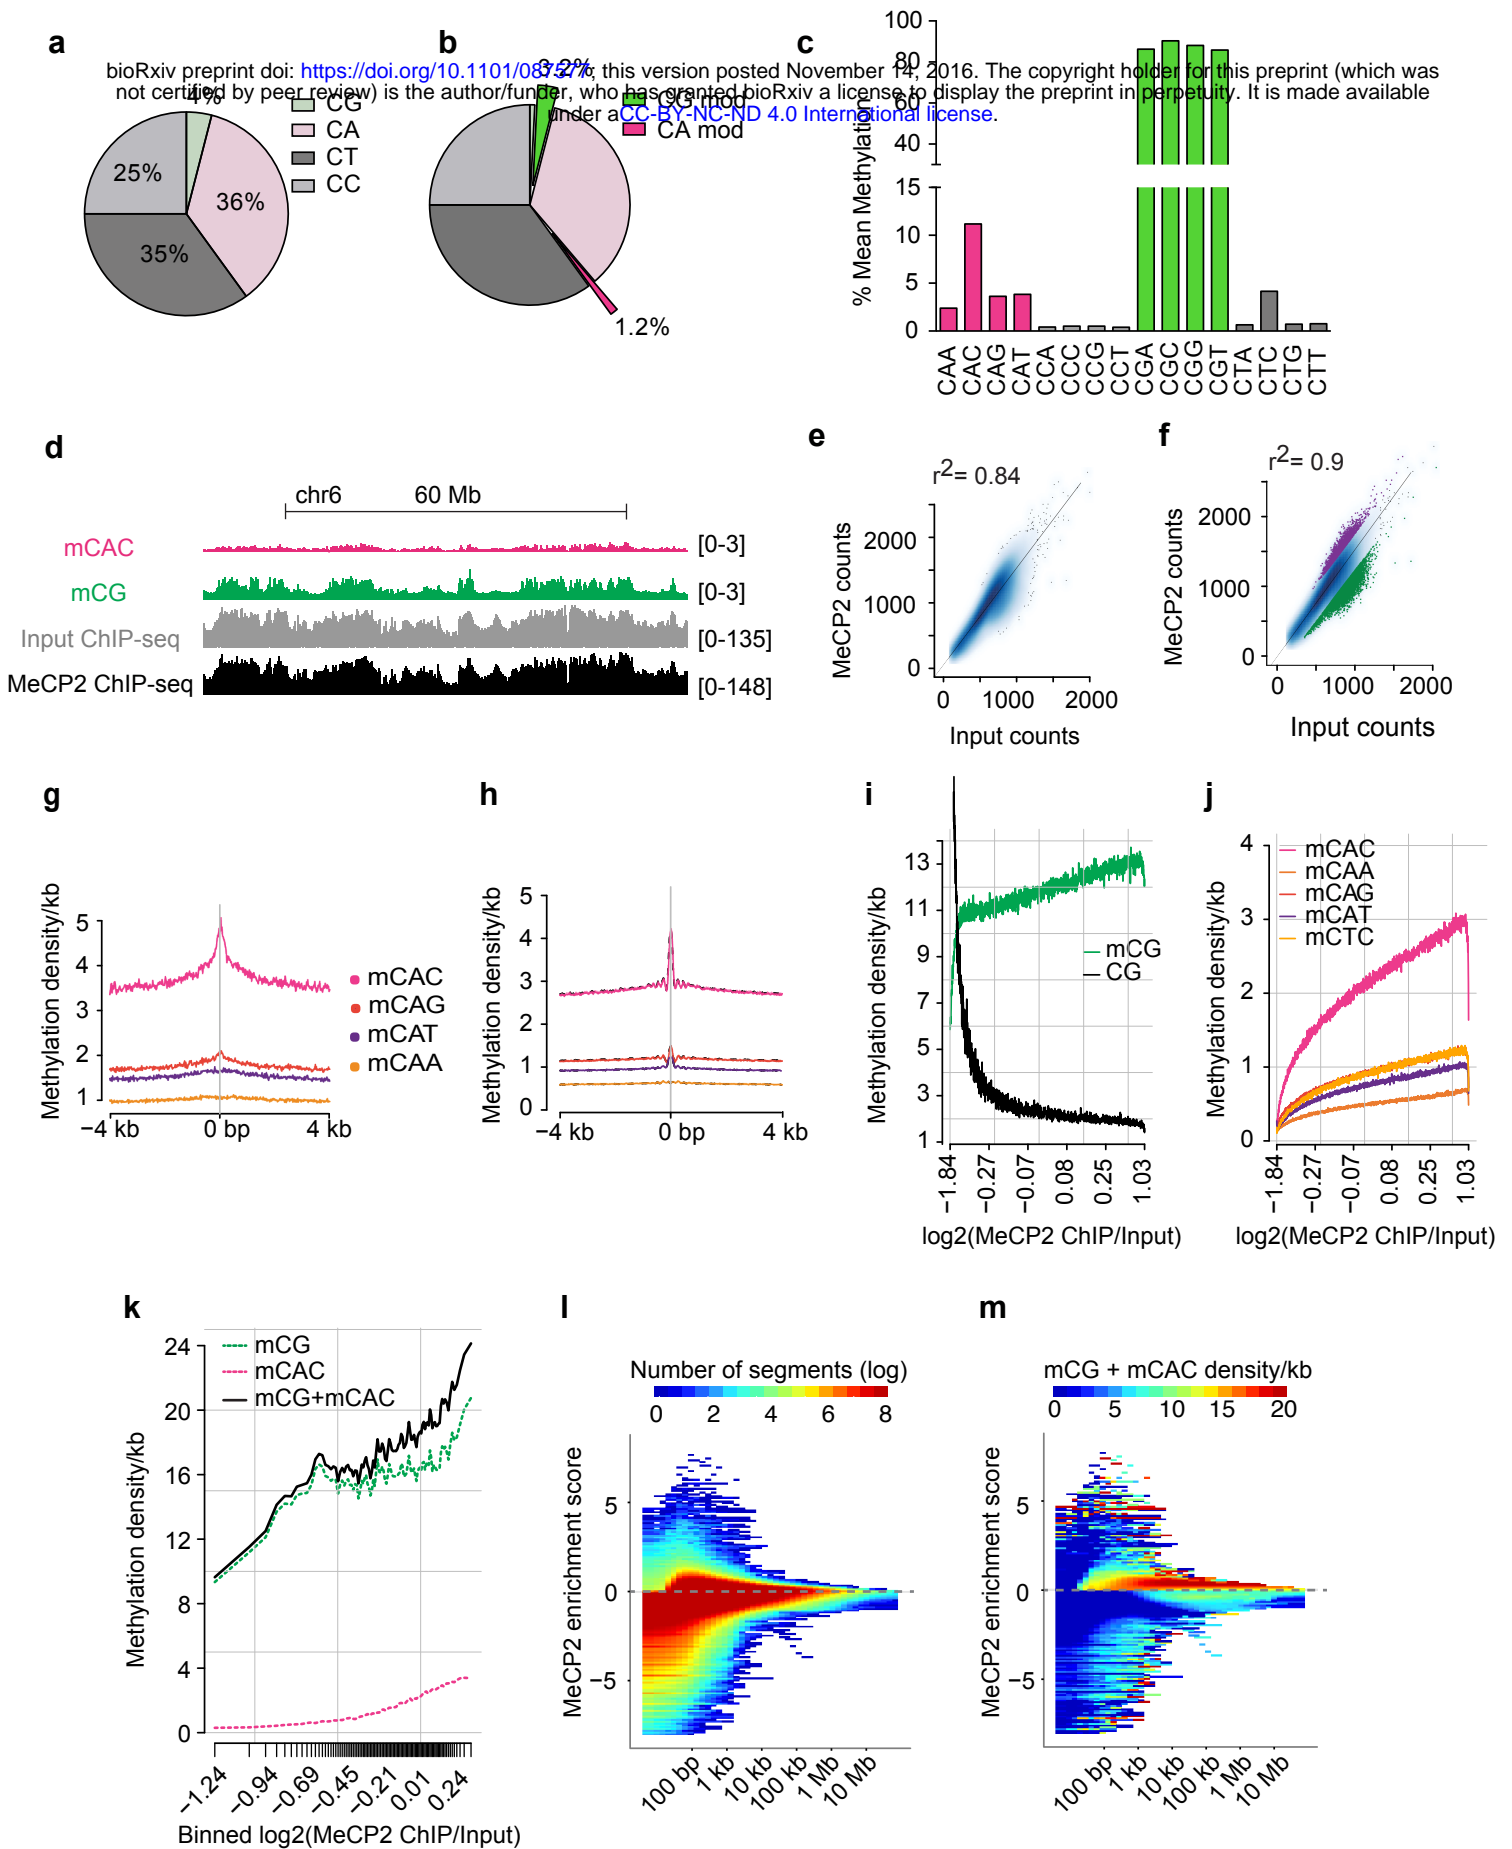 a
b
c
bioRxiv preprint doi: https://doi.org/10.1101/087577; this version posted November 14, 2016. The copyright holder for this preprint (which was
not certified by peer review) is the author/funder, who has granted bioRxiv a license to display the preprint in perpetuity. It is made available
under aCC-BY-NC-ND 4.0 International license.
4%
36%
35%
25%
CG
CA
CT
CC
3.2%
1.2%
CG mod
CA mod
% Mean Methylation
100
80
60
40
15
10
5
0
CAA
CAC
CAG
CAT
CCA
CCC
CCG
CCT
CGA
CGC
CGG
CGT
CTA
CTC
CTG
CTT
d
chr6
60 Mb
mCAC
[0-3]
mCG
[0-3]
Input ChIP-seq
[0-135]
MeCP2 ChIP-seq
[0-148]
e
r2= 0.84
MeCP2 counts
2000
1000
0
0 1000 2000
Input counts
f
r2= 0.9
MeCP2 counts
2000
1000
0
0 1000 2000
Input counts
g
Methylation density/kb
5
4
3
2
1
−4 kb 0 bp 4 kb
mCAC
mCAG
mCAT
mCAA
h
Methylation density/kb
5
4
3
2
1
0
−4 kb 0 bp 4 kb
i
Methylation density/kb
13
11
9
7
5
3
1
mCG
CG
−1.84
−0.27
−0.07
0.08
0.25
1.03
log2(MeCP2 ChIP/Input)
j
Methylation density/kb
4
3
2
1
0
mCAC
mCAA
mCAG
mCAT
mCTC
−1.84
−0.27
−0.07
0.08
0.25
1.03
log2(MeCP2 ChIP/Input)
k
Methylation density/kb
24
20
16
12
8
4
0
mCG
mCAC
mCG+mCAC
−1.24
−0.94
−0.69
−0.45
−0.21
0.01
0.24
Binned log2(MeCP2 ChIP/Input)
l
Number of segments (log)
0 2 4 6 8
MeCP2 enrichment score
5
0
−5
100 bp
1 kb
10 kb
100 kb
1 Mb
10 Mb
m
mCG + mCAC density/kb
0 5 10 15 20
MeCP2 enrichment score
5
0
−5
100 bp
1 kb
10 kb
100 kb
1 Mb
10 Mb